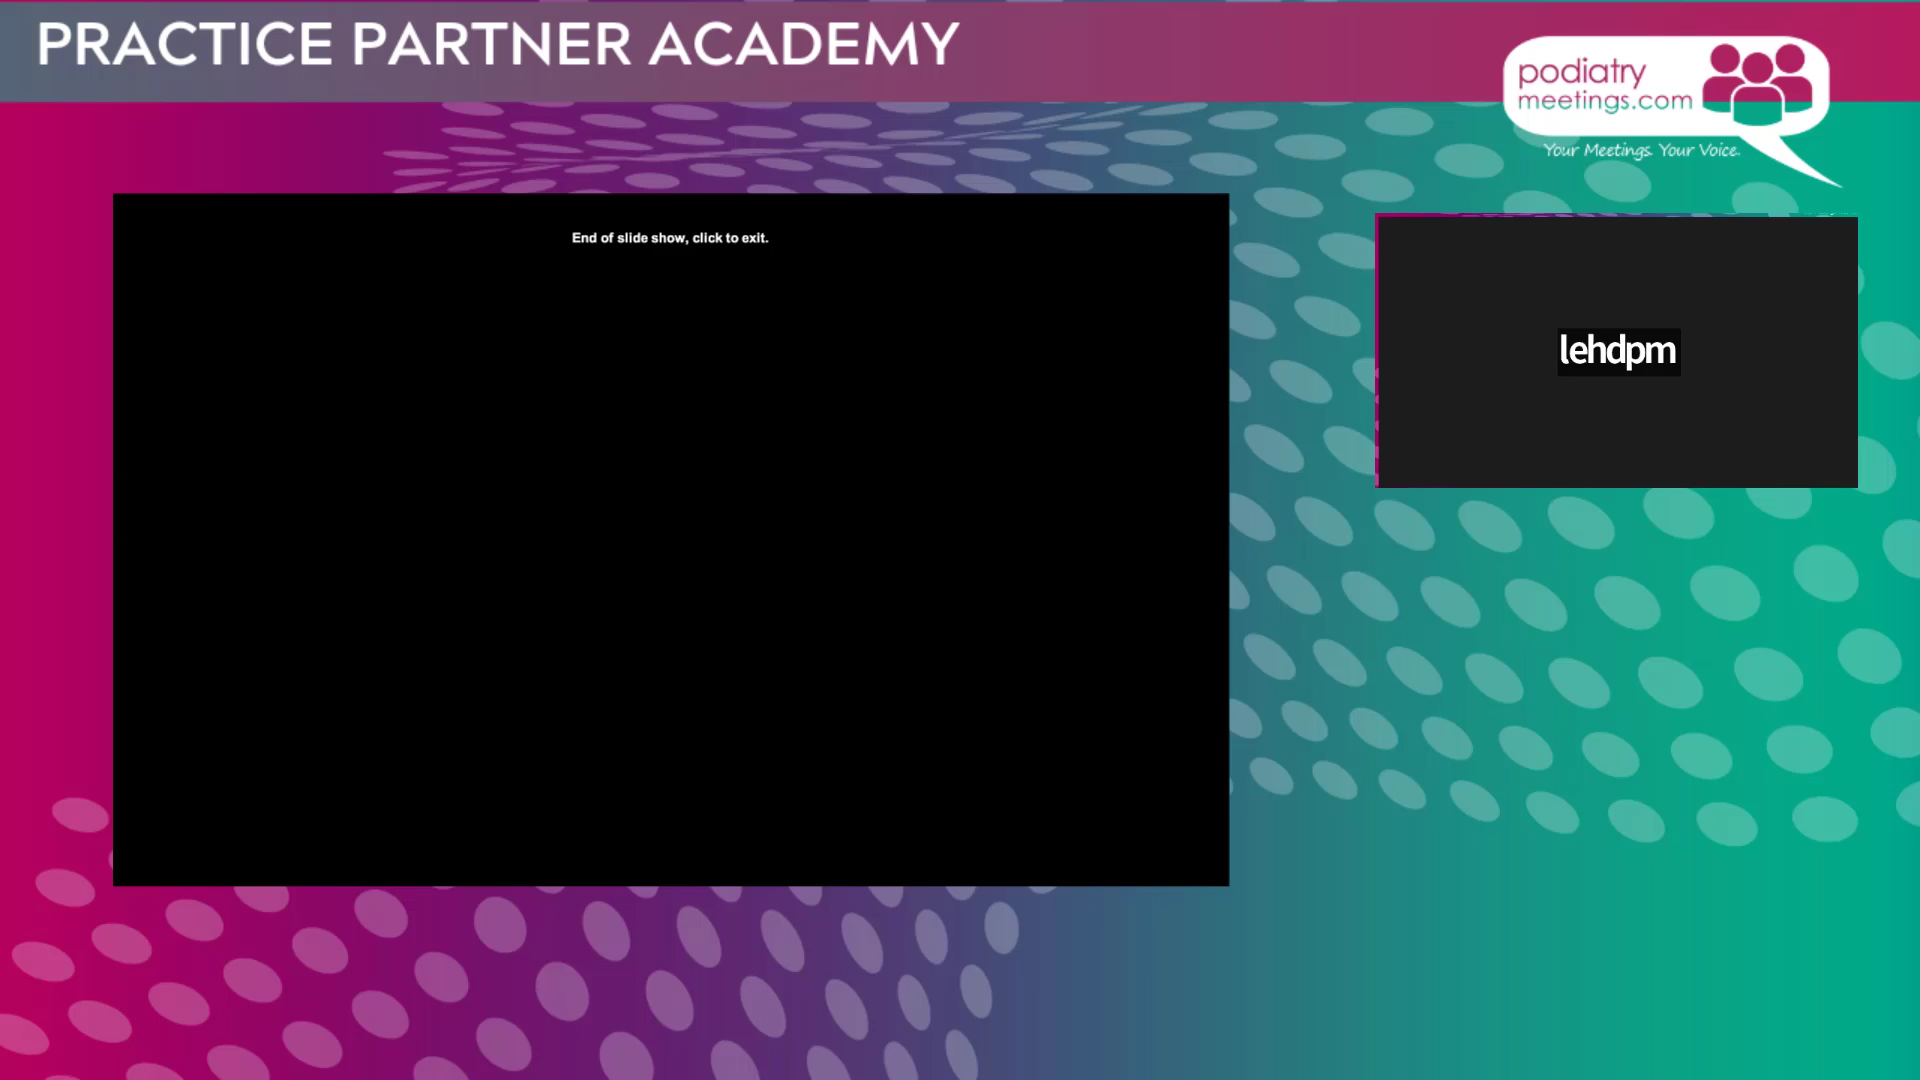 PRACTICE PARTNER ACADEMY
podiatry
meetings.com
Your Meetings. Your Voice.
End of slide show, click to exit.
lehdpm